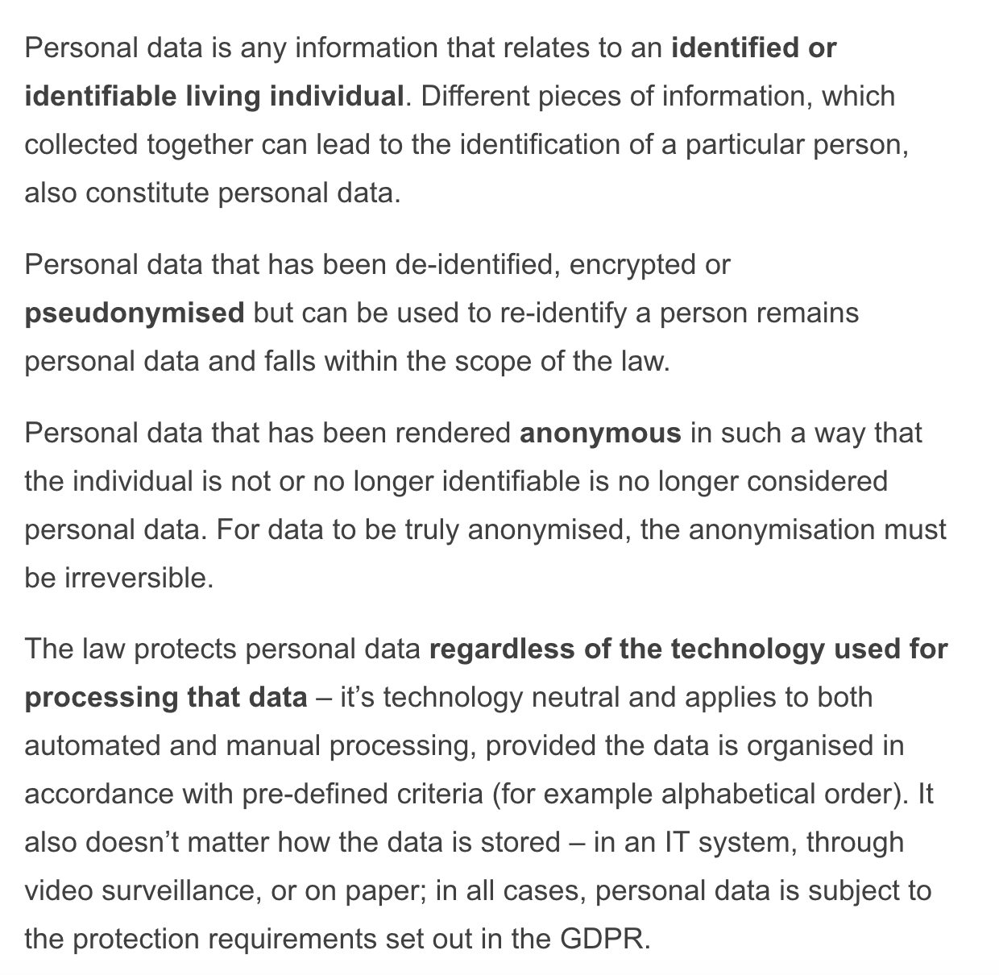 Personal data is any information that relates to an identified or
identifiable living individual. Different pieces of information, which
collected together can lead to the identification of a particular person,
also constitute personal data.
Personal data that has been de-identified, encrypted or
pseudonymised but can be used to re-identify a person remains
personal data and falls within the scope of the law.
Personal data that has been rendered anonymous in such a way that
the individual is not or no longer identifiable is no longer considered
personal data. For data to be truly anonymised, the anonymisation must
be irreversible.
The law protects personal data regardless of the technology used for
processing that data – it’s technology neutral and applies to both
automated and manual processing, provided the data is organised in
accordance with pre-defined criteria (for example alphabetical order). It
also doesn’t matter how the data is stored – in an IT system, through
video surveillance, or on paper; in all cases, personal data is subject to
the protection requirements set out in the GDPR.